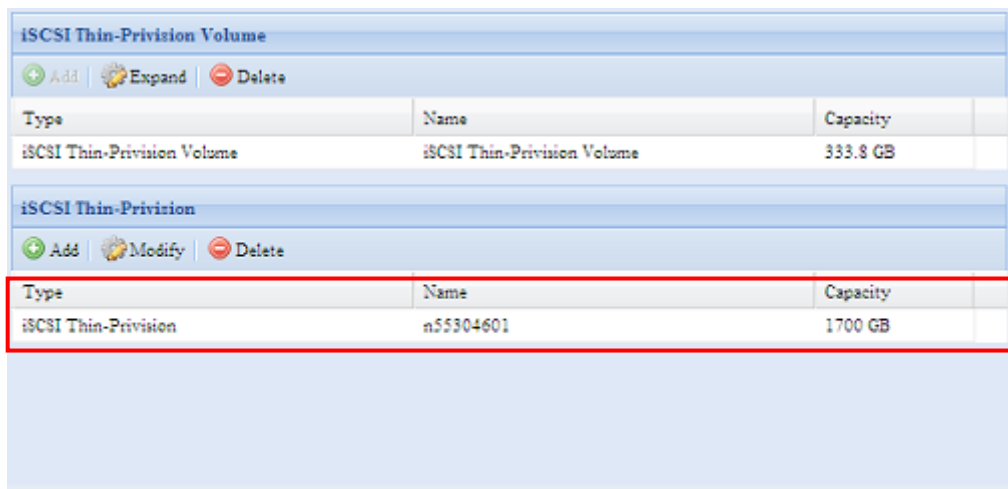 iSCSI Thin-Privision Volume
Add Expand Delete
Type Name Capacity
iSCSI Thin-Privision Volume iSCSI Thin-Privision Volume 333.8 GB
iSCSI Thin-Privision
Add Modify Delete
Type Name Capacity
iSCSI Thin-Privision n55304601 1700 GB